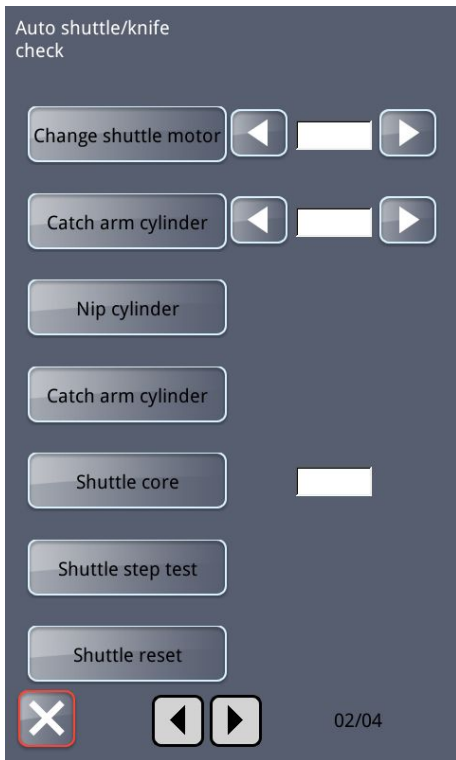 Auto shuttle/knife
check
Change shuttle motor
Catch arm cylinder
Nip cylinder
Catch arm cylinder
Shuttle core
Shuttle step test
Shuttle reset
02/04